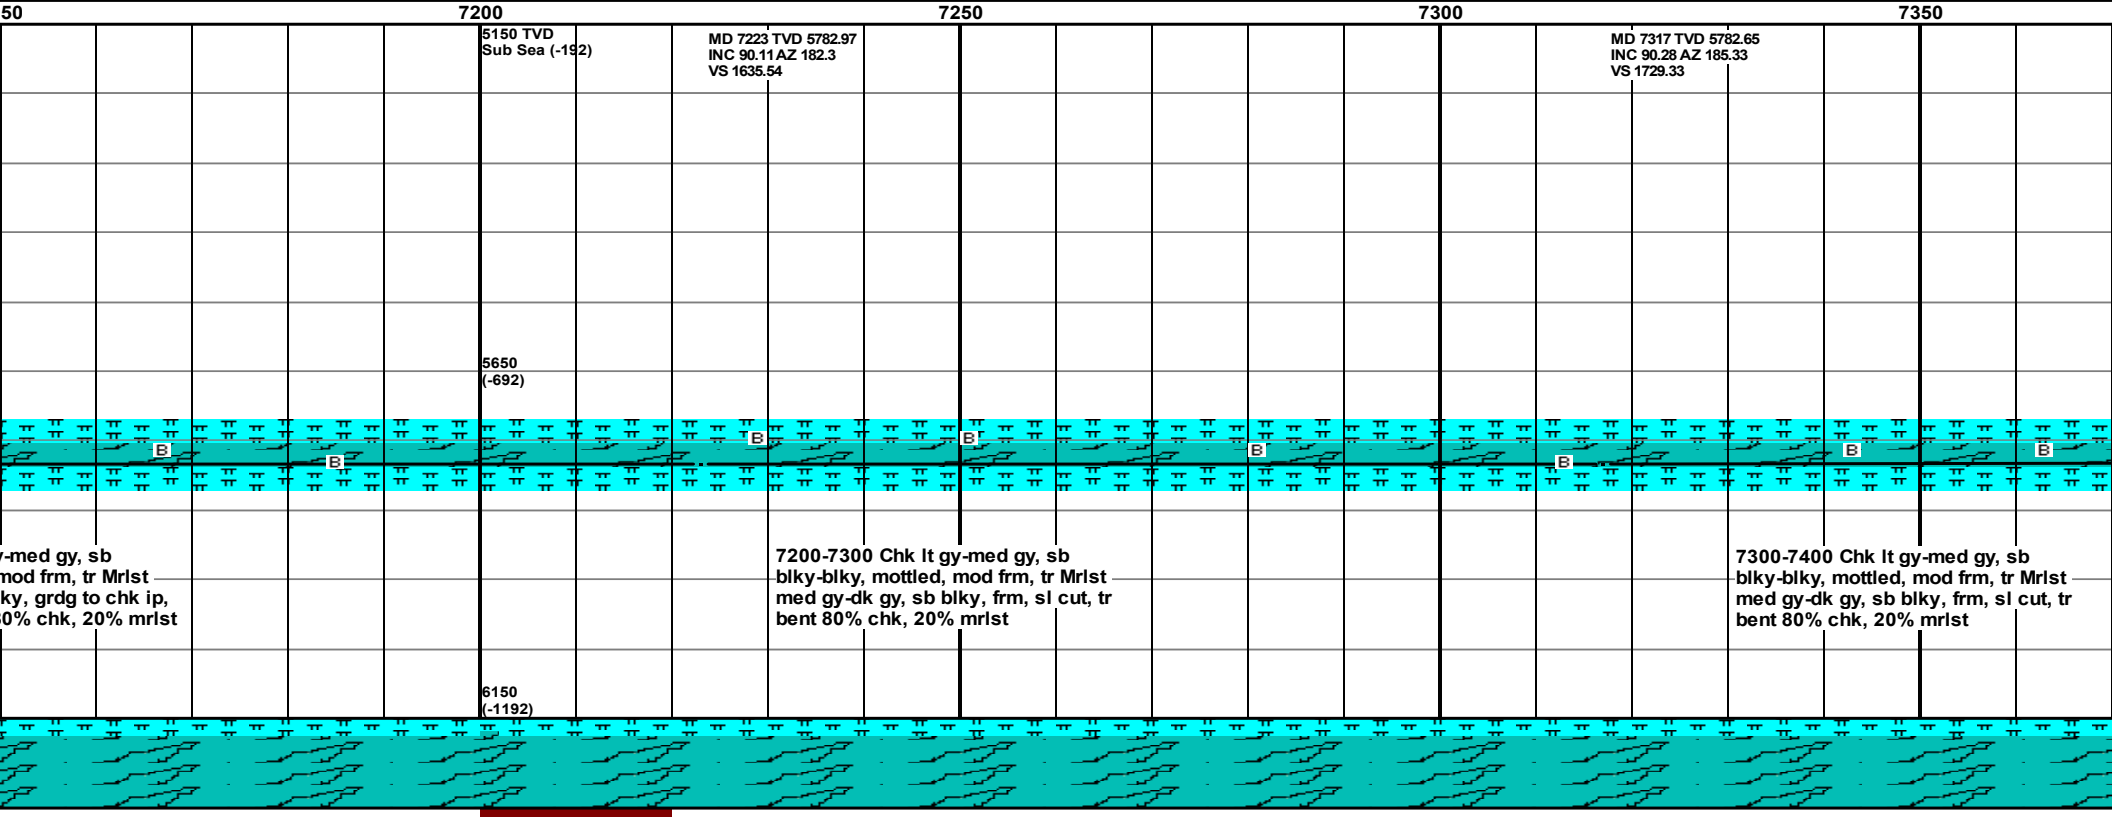 50 7200 7250 7300 7350
5150 TVD
Sub Sea (-192)
MD 7223 TVD 5782.97
INC 90.11 AZ 182.3
VS 1635.54
MD 7317 TVD 5782.65
INC 90.28 AZ 185.33
VS 1729.33
5650
(-692)
B B B B B B B B
y-med gy, sb
mod frm, tr Mrlst
ky, grdg to chk ip,
80% chk, 20% mrlst
7200-7300 Chk lt gy-med gy, sb
blky-blky, mottled, mod frm, tr Mrlst
med gy-dk gy, sb blky, frm, sl cut, tr
bent 80% chk, 20% mrlst
7300-7400 Chk lt gy-med gy, sb
blky-blky, mottled, mod frm, tr Mrlst
med gy-dk gy, sb blky, frm, sl cut, tr
bent 80% chk, 20% mrlst
6150
(-1192)